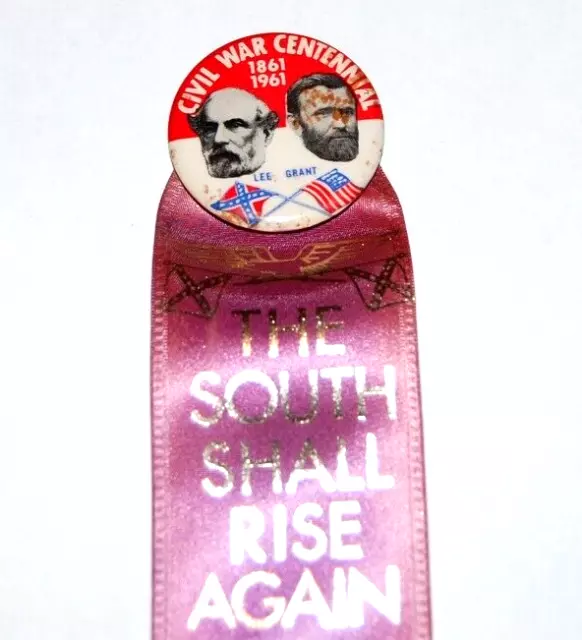 CIVIL WAR CENTENNIAL
1861
1961
LEE GRANT
THE
SOUTH
SHALL
RISE
AGAIN